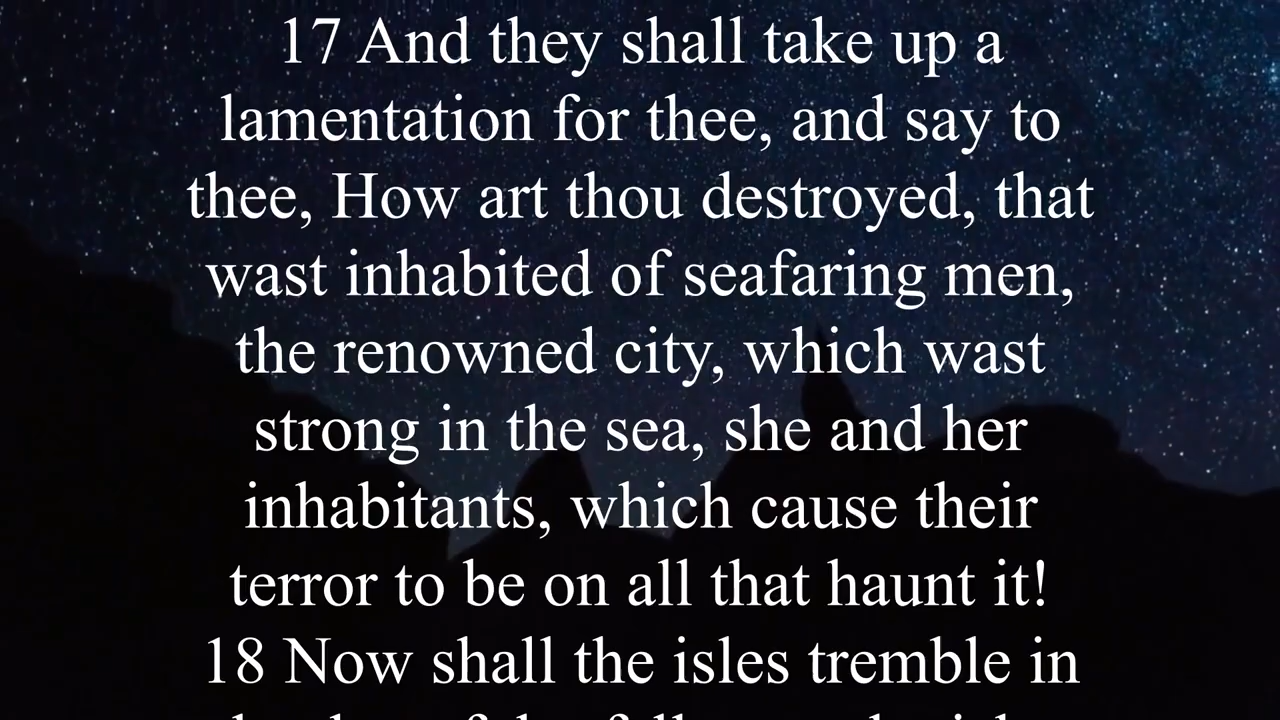 17 And they shall take up a
lamentation for thee, and say to
thee, How art thou destroyed, that
wast inhabited of seafaring men,
the renowned city, which wast
strong in the sea, she and her
inhabitants, which cause their
terror to be on all that haunt it!
18 Now shall the isles tremble in